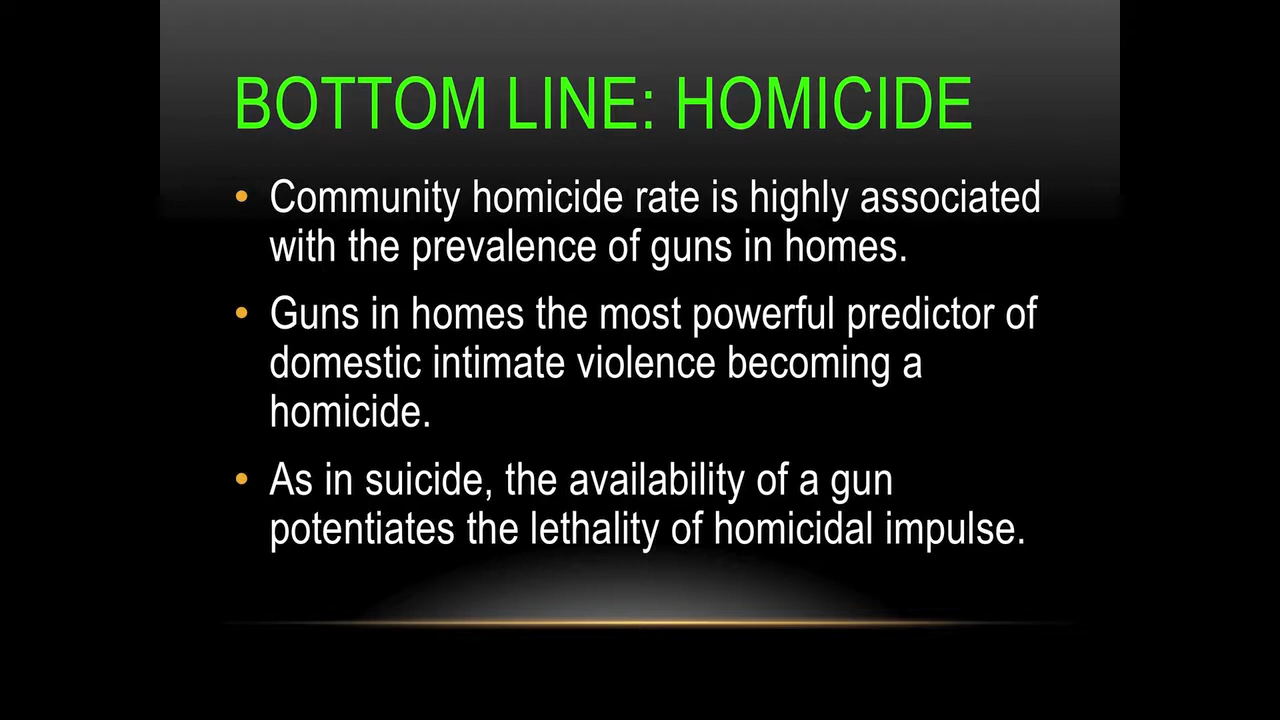 BOTTOM LINE: HOMICIDE
• Community homicide rate is highly associated
with the prevalence of guns in homes.
• Guns in homes the most powerful predictor of
domestic intimate violence becoming a
homicide.
• As in suicide, the availability of a gun
potentiates the lethality of homicidal impulse.